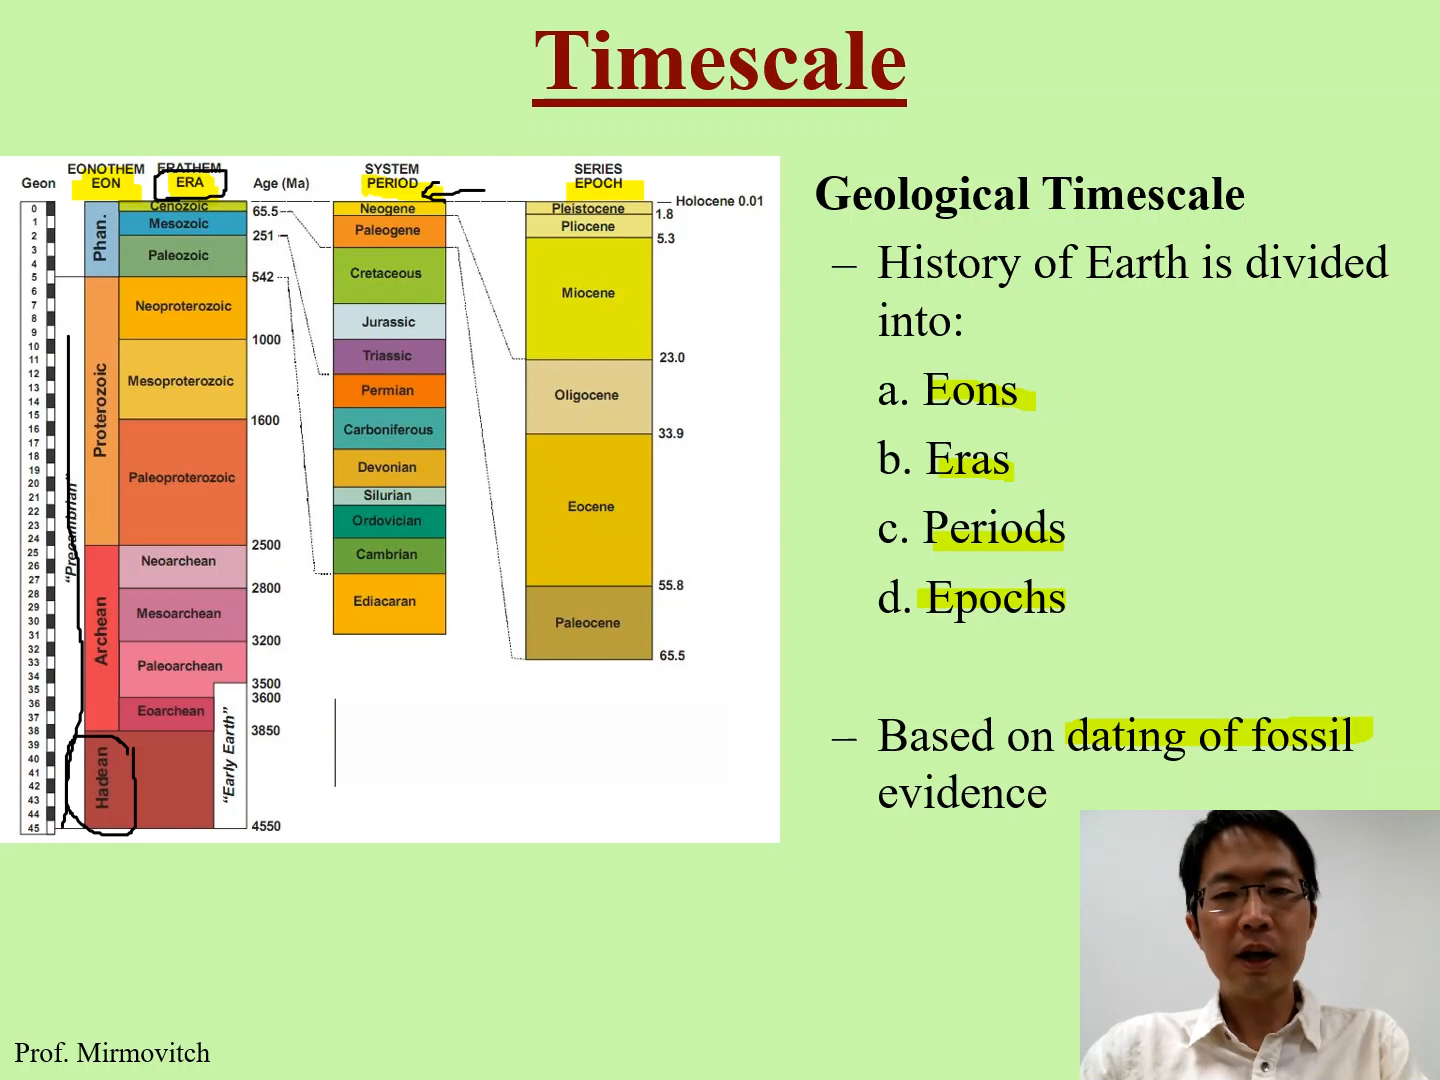 Timescale
EONOTHEM ERATHEM SYSTEM SERIES
Geon EON ERA Age (Ma) PERIOD EPOCH
Holocene 0.01
0
1
2
3
4
5
6
7
8
9
10
11
12
13
14
15
16
17
18
19
20
21
22
23
24
25
26
27
28
29
30
31
32
33
34
35
36
37
38
39
40
41
42
43
44
45
"Precambrian"
Phan.
Proterozoic
Archean
Hadean
Cenozoic
Mesozoic
Paleozoic
Neoproterozoic
Mesoproterozoic
Paleoproterozoic
Neoarchean
Mesoarchean
Paleoarchean
Eoarchean
"Early Earth"
65.5
251
542
1000
1600
2500
2800
3200
3500
3600
3850
4550
Neogene
Paleogene
Cretaceous
Jurassic
Triassic
Permian
Carboniferous
Devonian
Silurian
Ordovician
Cambrian
Ediacaran
Pleistocene
Pliocene
Miocene
Oligocene
Eocene
Paleocene
1.8
5.3
23.0
33.9
55.8
65.5
Geological Timescale
– History of Earth is divided
into:
a. Eons
b. Eras
c. Periods
d. Epochs
– Based on dating of fossil
evidence
Prof. Mirmovitch